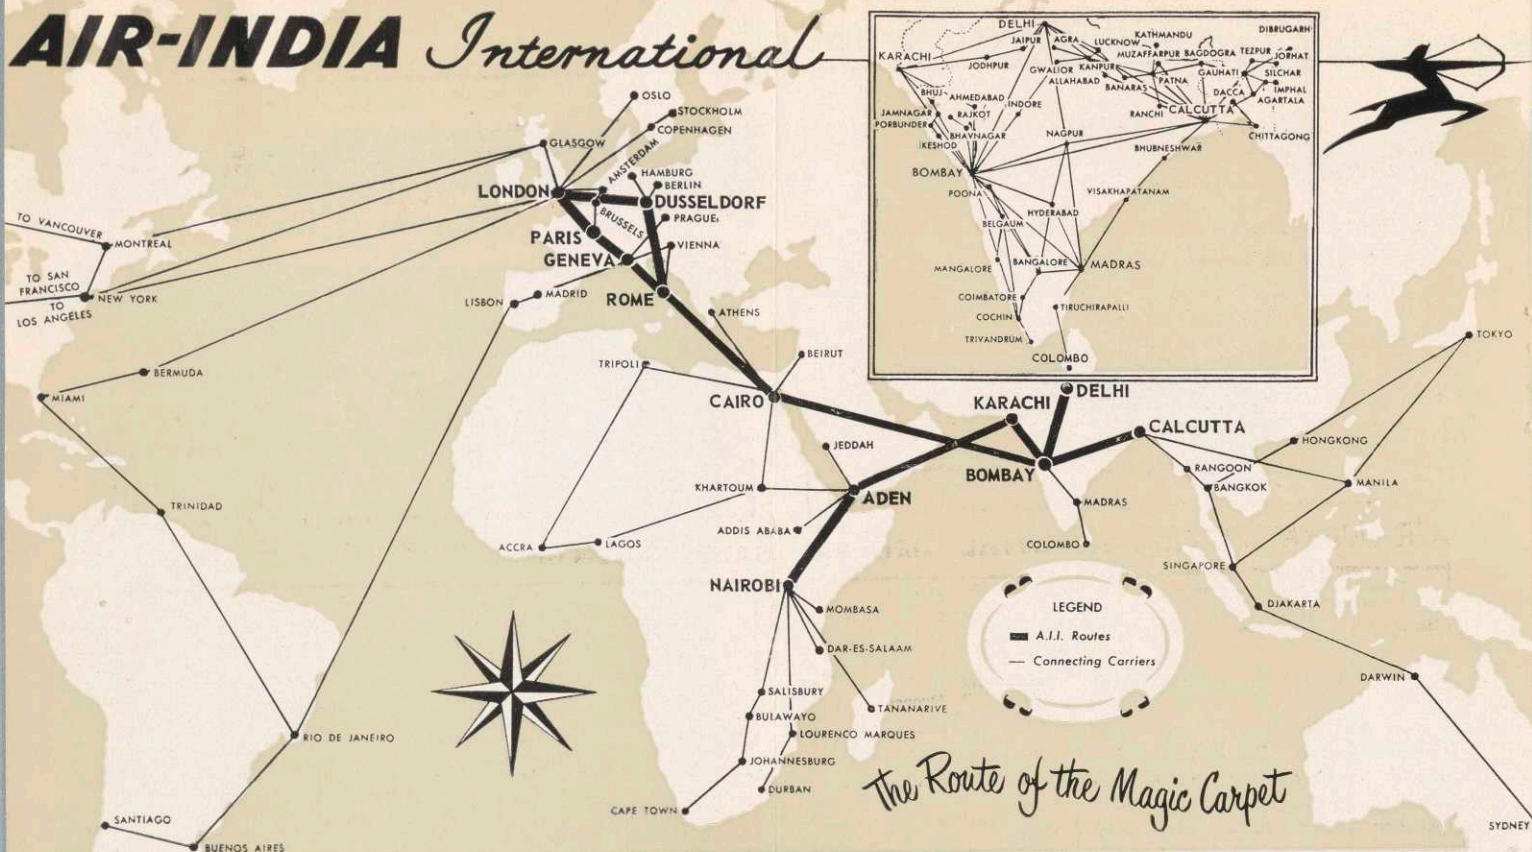 AIR-INDIA International
DELHI
KARACHI
JAIPUR
AGRA
LUCKNOW
KATHMANDU
DIBRUGARH
MUZAFFARPUR
BAGDOGRA
TEZPUR
JORHAT
JODHPUR
GWALIOR
KANPUR
GAUHATI
SILCHAR
ALLAHABAD
BANARAS
PATNA
IMPHAL
DACCA
AGARTALA
BHUJ
AHMEDABAD
INDORE
RANCHI
CALCUTTA
JAMNAGAR
RAJKOT
PORBUNDER
BHAVNAGAR
KESHOD
NAGPUR
CHITTAGONG
BHUBNESHWAR
BOMBAY
POONA
VISAKHAPATANAM
HYDERABAD
BELGAUM
MANGALORE
BANGALORE
MADRAS
COIMBATORE
COCHIN
TIRUCHIRAPALLI
TRIVANDRUM
COLOMBO
OSLO
STOCKHOLM
COPENHAGEN
GLASGOW
AMSTERDAM
HAMBURG
BERLIN
LONDON
DUSSELDORF
BRUSSELS
PRAGUE
PARIS
VIENNA
GENEVA
ROME
MADRID
LISBON
ATHENS
TO VANCOUVER
MONTREAL
TO SAN
FRANCISCO
NEW YORK
TO
LOS ANGELES
BERMUDA
MIAMI
TRIPOLI
BEIRUT
CAIRO
TOKYO
DELHI
KARACHI
CALCUTTA
HONGKONG
JEDDAH
BOMBAY
RANGOON
BANGKOK
MANILA
KHARTOUM
ADEN
MADRAS
TRINIDAD
ADDIS ABABA
ACCRA
LAGOS
COLOMBO
SINGAPORE
NAIROBI
DJAKARTA
MOMBASA
LEGEND
A.I.I. Routes
Connecting Carriers
DAR-ES-SALAAM
DARWIN
SALISBURY
TANANARIVE
BULAWAYO
LOURENCO MARQUES
RIO DE JANEIRO
JOHANNESBURG
DURBAN
CAPE TOWN
The Route of the Magic Carpet
SANTIAGO
BUENOS AIRES
SYDNEY